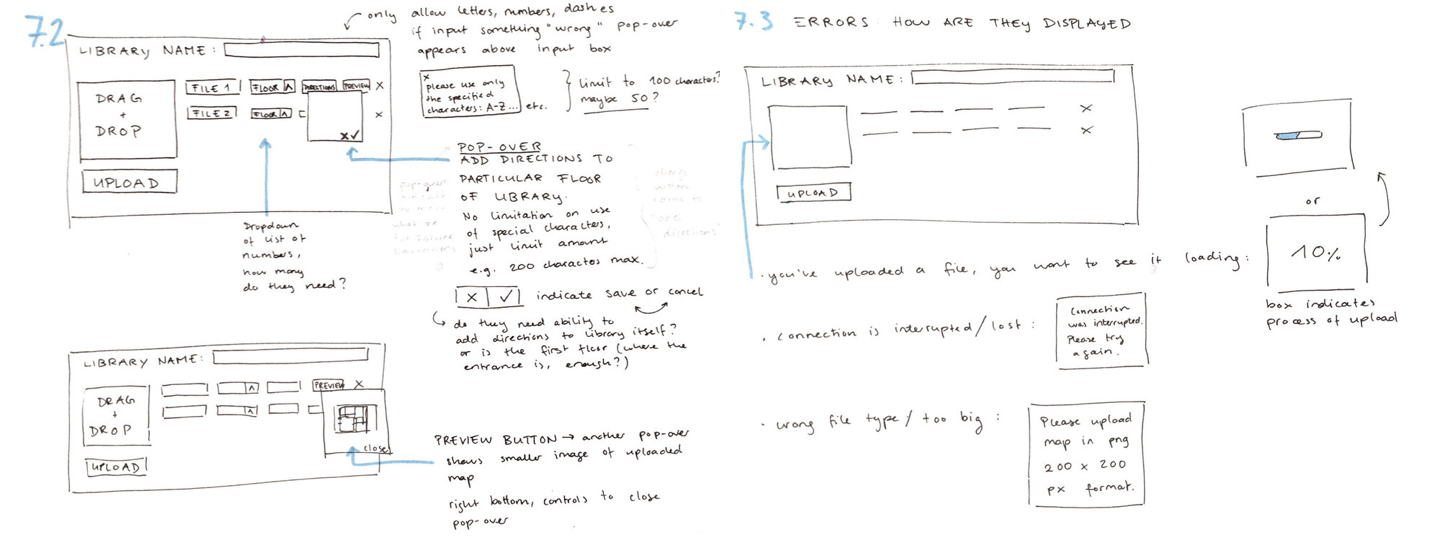 7.2
only allow letters, numbers, dashes
if input something "wrong" pop-over
appears above input box
LIBRARY NAME:
DRAG
+
DROP
FILE 1 FLOOR DIRECTIONS PREVIEW X
FILE 2 FLOOR X
X ✓
UPLOAD
x
please use only
the specified
characters: A-Z... etc.
limit to 100 characters?
maybe 50?
Dropdown
of list of
numbers,
how many
do they need?
POP-OVER
ADD DIRECTIONS TO
PARTICULAR FLOOR
OF LIBRARY.
No limitation on use
of special characters,
just limit amount
e.g. 200 characters max.
X ✓ indicate save or cancel
do they need ability to
add directions to library itself?
or is the first floor (where the
entrance is, enough?)
LIBRARY NAME:
DRAG
+
DROP
PREVIEW X
close
UPLOAD
PREVIEW BUTTON → another pop-over
shows smaller image of uploaded
map
right bottom, controls to close
pop-over
7.3 ERRORS: HOW ARE THEY DISPLAYED
LIBRARY NAME:
X
X
UPLOAD
or
10%
box indicates
process of upload
· you've uploaded a file, you want to see it loading:
· connection is interrupted/lost:
Connection
was interrupted.
Please try
again.
· wrong file type/too big:
Please upload
map in png
200 x 200
px format.